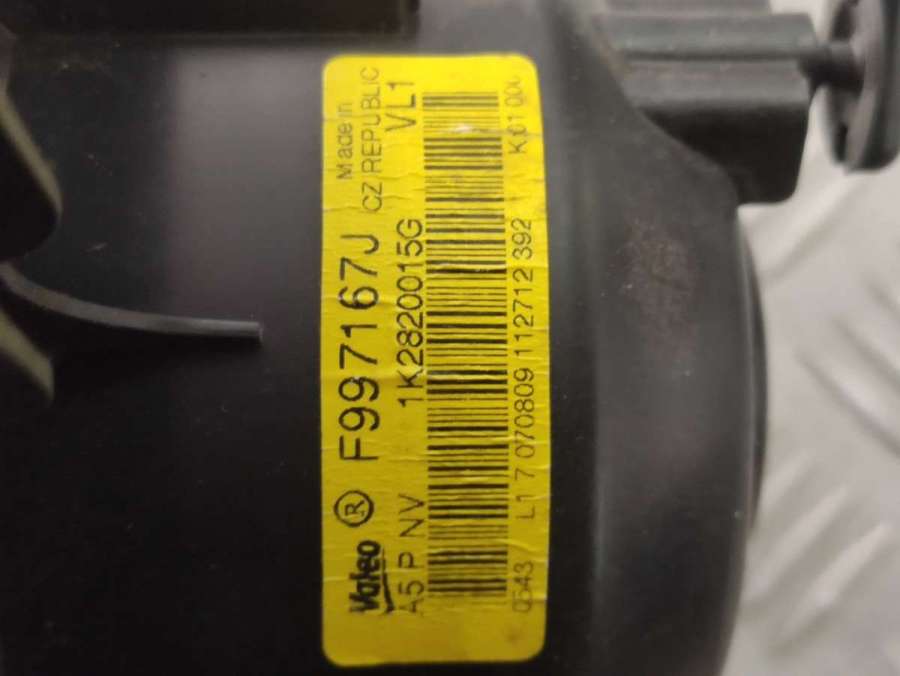 Valeo ® F997167J Made in
CZ REPUBLIC
A5 P NV 1K2820015G VL1
0543 L1 7 070809 112712 392 K01 000